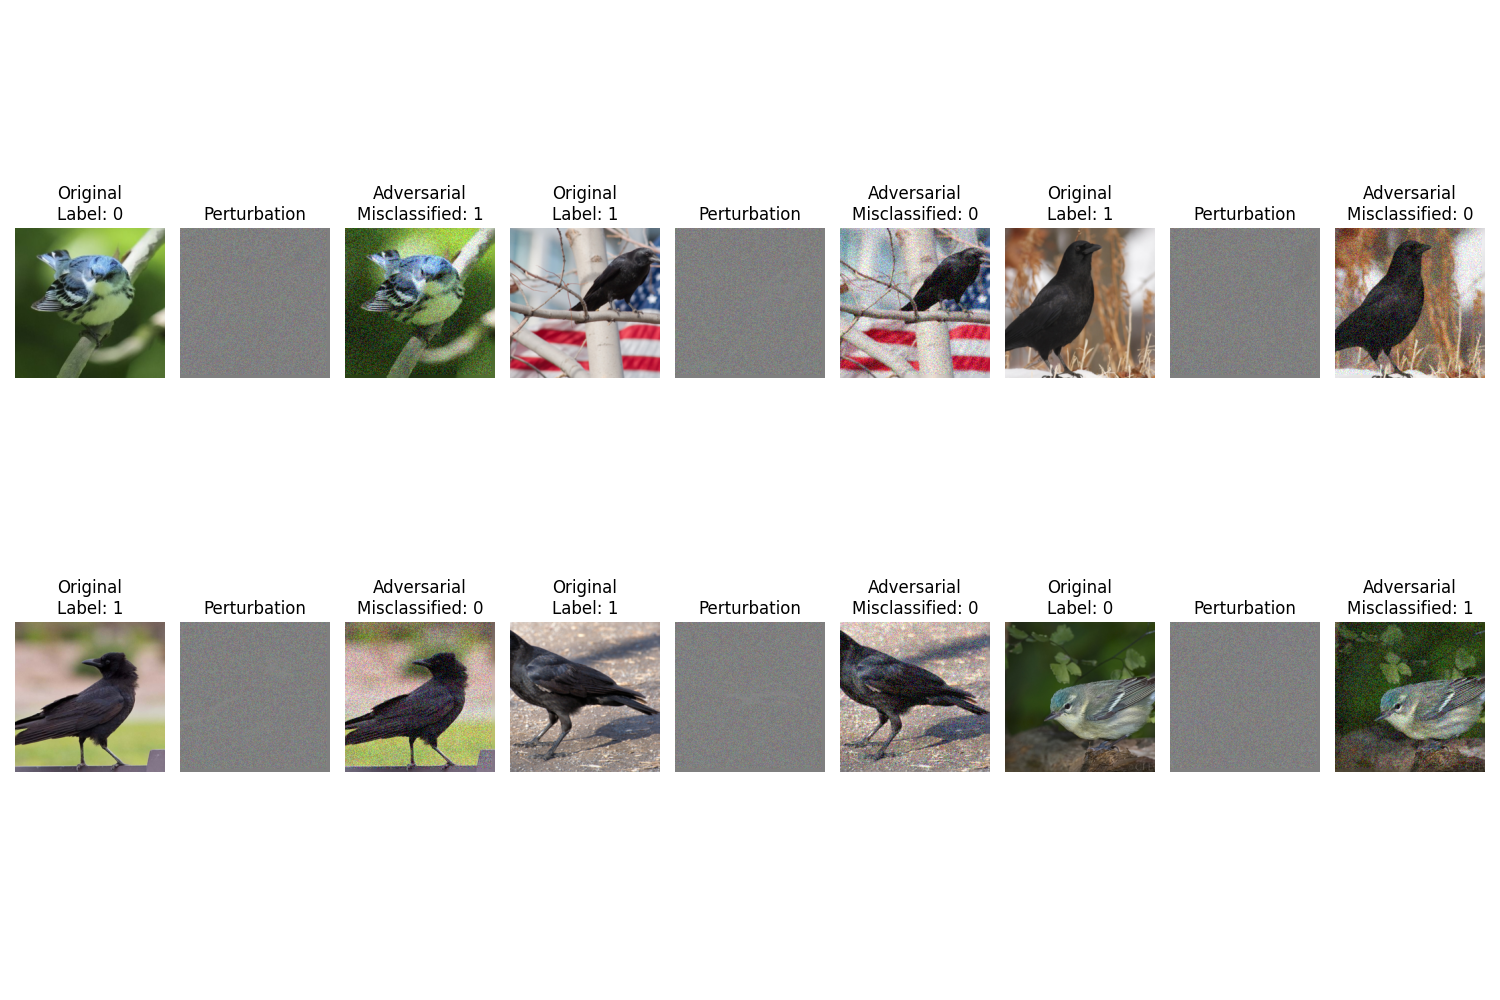 Original
Label: 0
Perturbation
Adversarial
Misclassified: 1
Original
Label: 1
Perturbation
Adversarial
Misclassified: 0
Original
Label: 1
Perturbation
Adversarial
Misclassified: 0
Original
Label: 1
Perturbation
Adversarial
Misclassified: 0
Original
Label: 1
Perturbation
Adversarial
Misclassified: 0
Original
Label: 0
Perturbation
Adversarial
Misclassified: 1